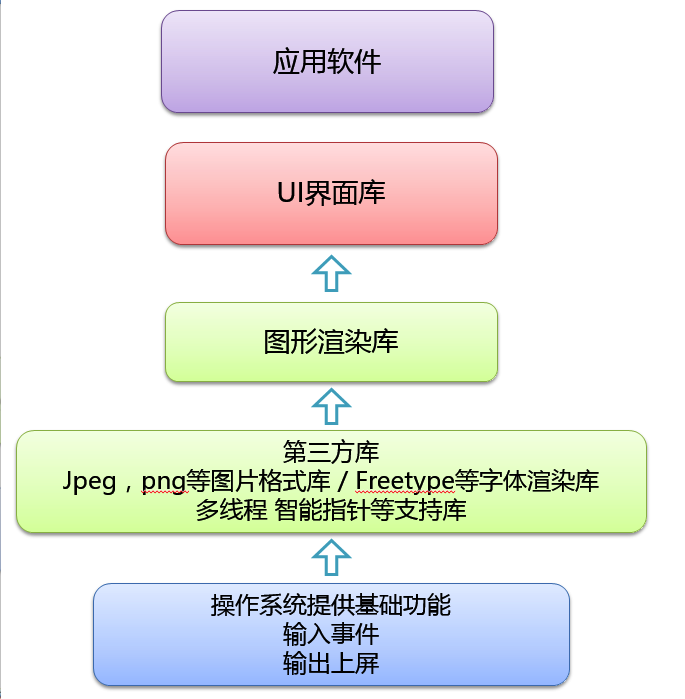 应用软件
UI界面库
图形渲染库
第三方库
Jpeg，png等图片格式库 / Freetype等字体渲染库
多线程 智能指针等支持库
操作系统提供基础功能
输入事件
输出上屏